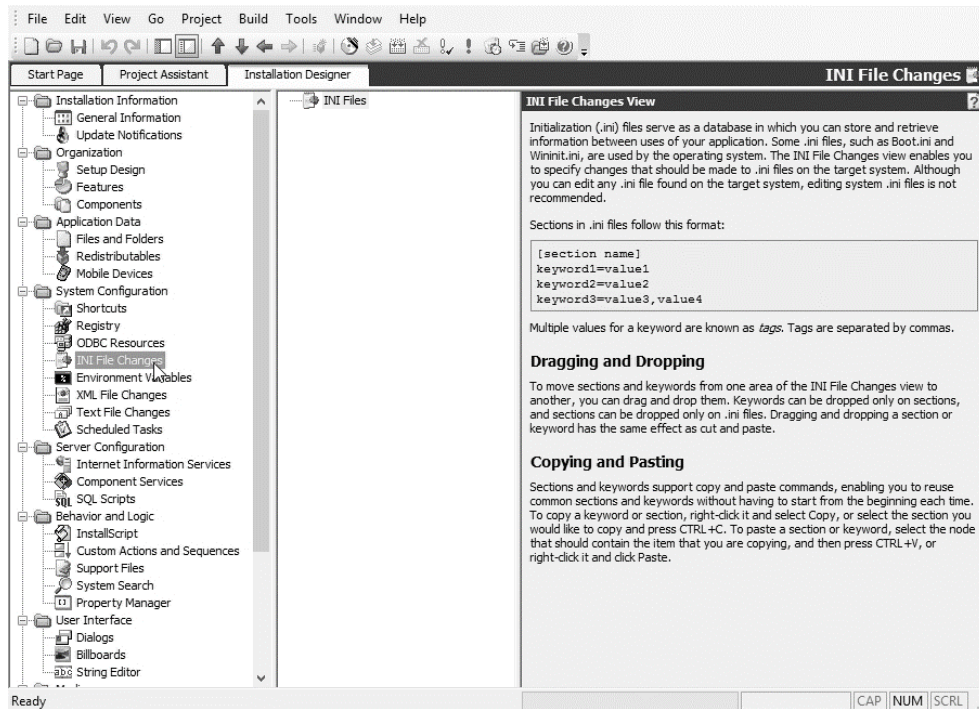 File Edit View Go Project Build Tools Window Help
Start Page Project Assistant Installation Designer INI File Changes
Installation Information
General Information
Update Notifications
Organization
Setup Design
Features
Components
Application Data
Files and Folders
Redistributables
Mobile Devices
System Configuration
Shortcuts
Registry
ODBC Resources
INI File Changes
Environment Variables
XML File Changes
Text File Changes
Scheduled Tasks
Server Configuration
Internet Information Services
Component Services
SQL Scripts
Behavior and Logic
InstallScript
Custom Actions and Sequences
Support Files
System Search
Property Manager
User Interface
Dialogs
Billboards
String Editor
INI Files
INI File Changes View
Initialization (.ini) files serve as a database in which you can store and retrieve
information between uses of your application. Some .ini files, such as Boot.ini and
Wininit.ini, are used by the operating system. The INI File Changes view enables you
to specify changes that should be made to .ini files on the target system. Although
you can edit any .ini file found on the target system, editing system .ini files is not
recommended.
Sections in .ini files follow this format:
[section name]
keyword1=value1
keyword2=value2
keyword3=value3,value4
Multiple values for a keyword are known as tags. Tags are separated by commas.
Dragging and Dropping
To move sections and keywords from one area of the INI File Changes view to
another, you can drag and drop them. Keywords can be dropped only on sections,
and sections can be dropped only on .ini files. Dragging and dropping a section or
keyword has the same effect as cut and paste.
Copying and Pasting
Sections and keywords support copy and paste commands, enabling you to reuse
common sections and keywords without having to start from the beginning each time.
To copy a keyword or section, right-click it and select Copy, or select the section you
would like to copy and press CTRL+C. To paste a section or keyword, select the node
that should contain the item that you are copying, and then press CTRL+V, or
right-click it and click Paste.
Ready CAP NUM SCRL